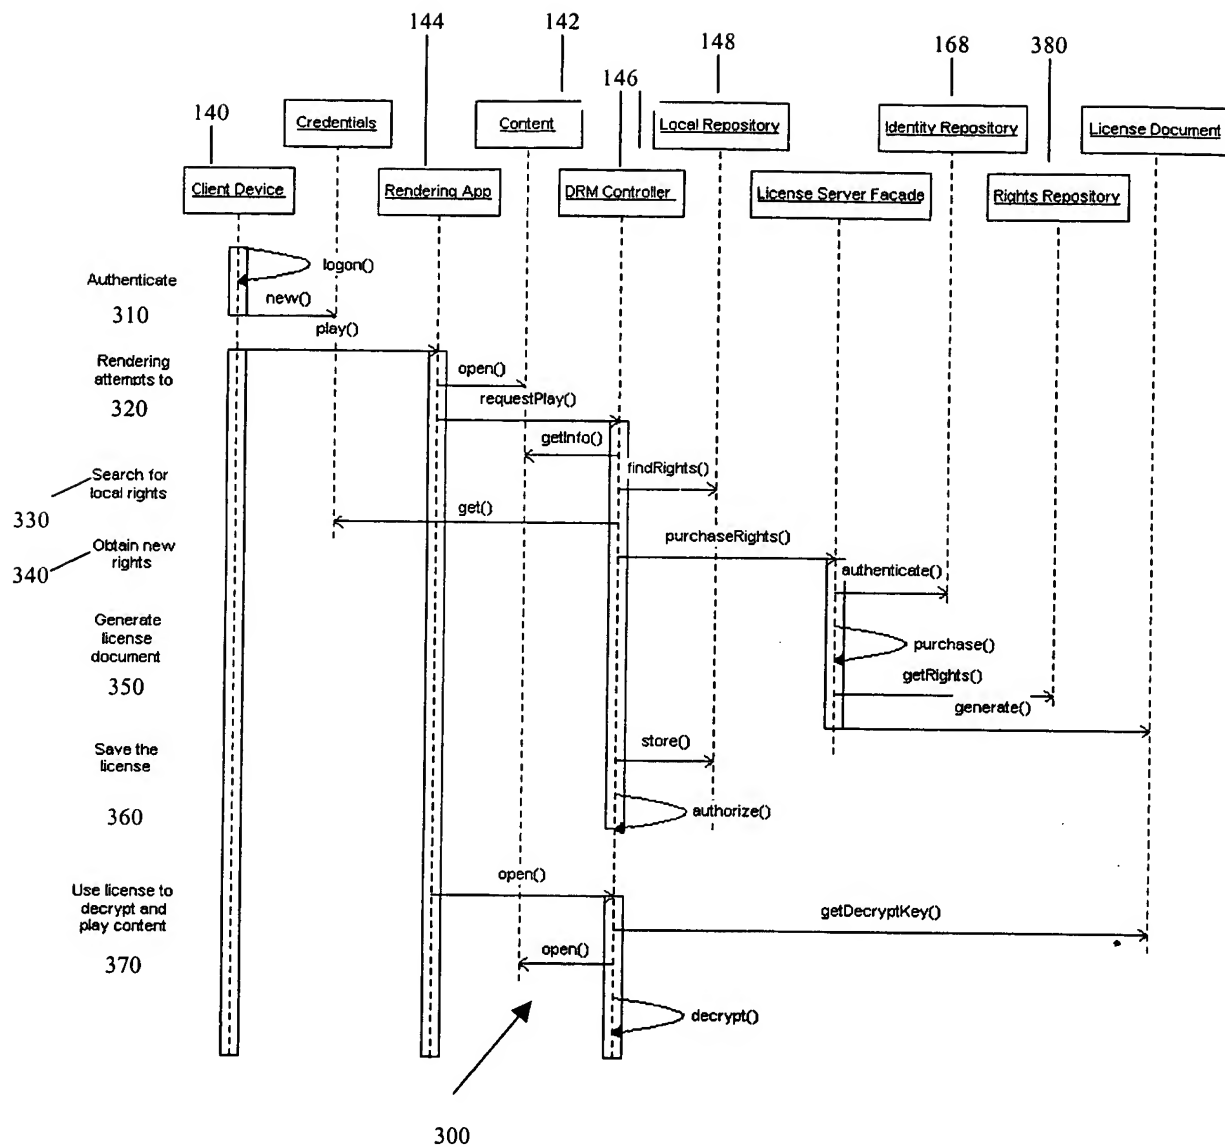 144
142
148
168
380
146
140
Credentials
Content
Local Repository
Identity Repository
License Document
Client Device
Rendering App
DRM Controller
License Server Facade
Rights Repository
logon()
Authenticate
new()
310
play()
Rendering
attempts to
open()
320
requestPlay()
getInfo()
Search for
local rights
findRights()
330
get()
Obtain new
rights
purchaseRights()
340
authenticate()
Generate
license
document
purchase()
350
getRights()
generate()
Save the
license
store()
360
authorize()
Use license to
decrypt and
play content
open()
getDecryptKey()
370
open()
decrypt()
300